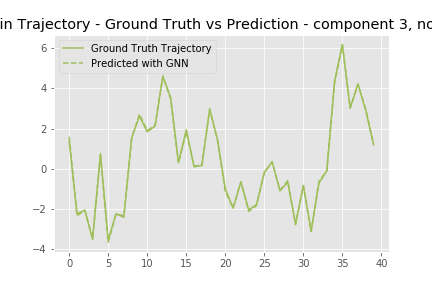 in Trajectory - Ground Truth vs Prediction - component 3, no
Ground Truth Trajectory
Predicted with GNN
6
4
2
0
−2
−4
0 5 10 15 20 25 30 35 40